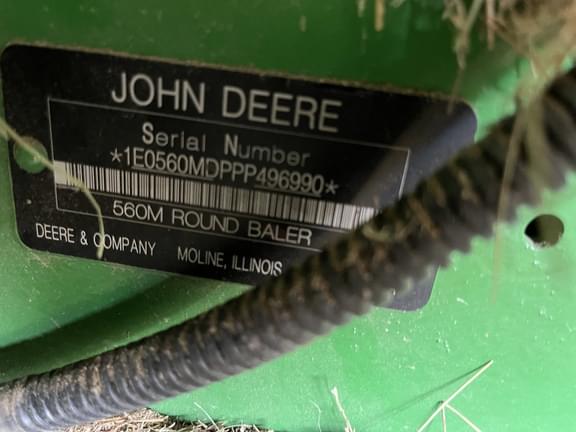 JOHN DEERE
Serial Number
*1E0560MDPPP496990*
560M ROUND BALER
DEERE & COMPANY MOLINE, ILLINOIS